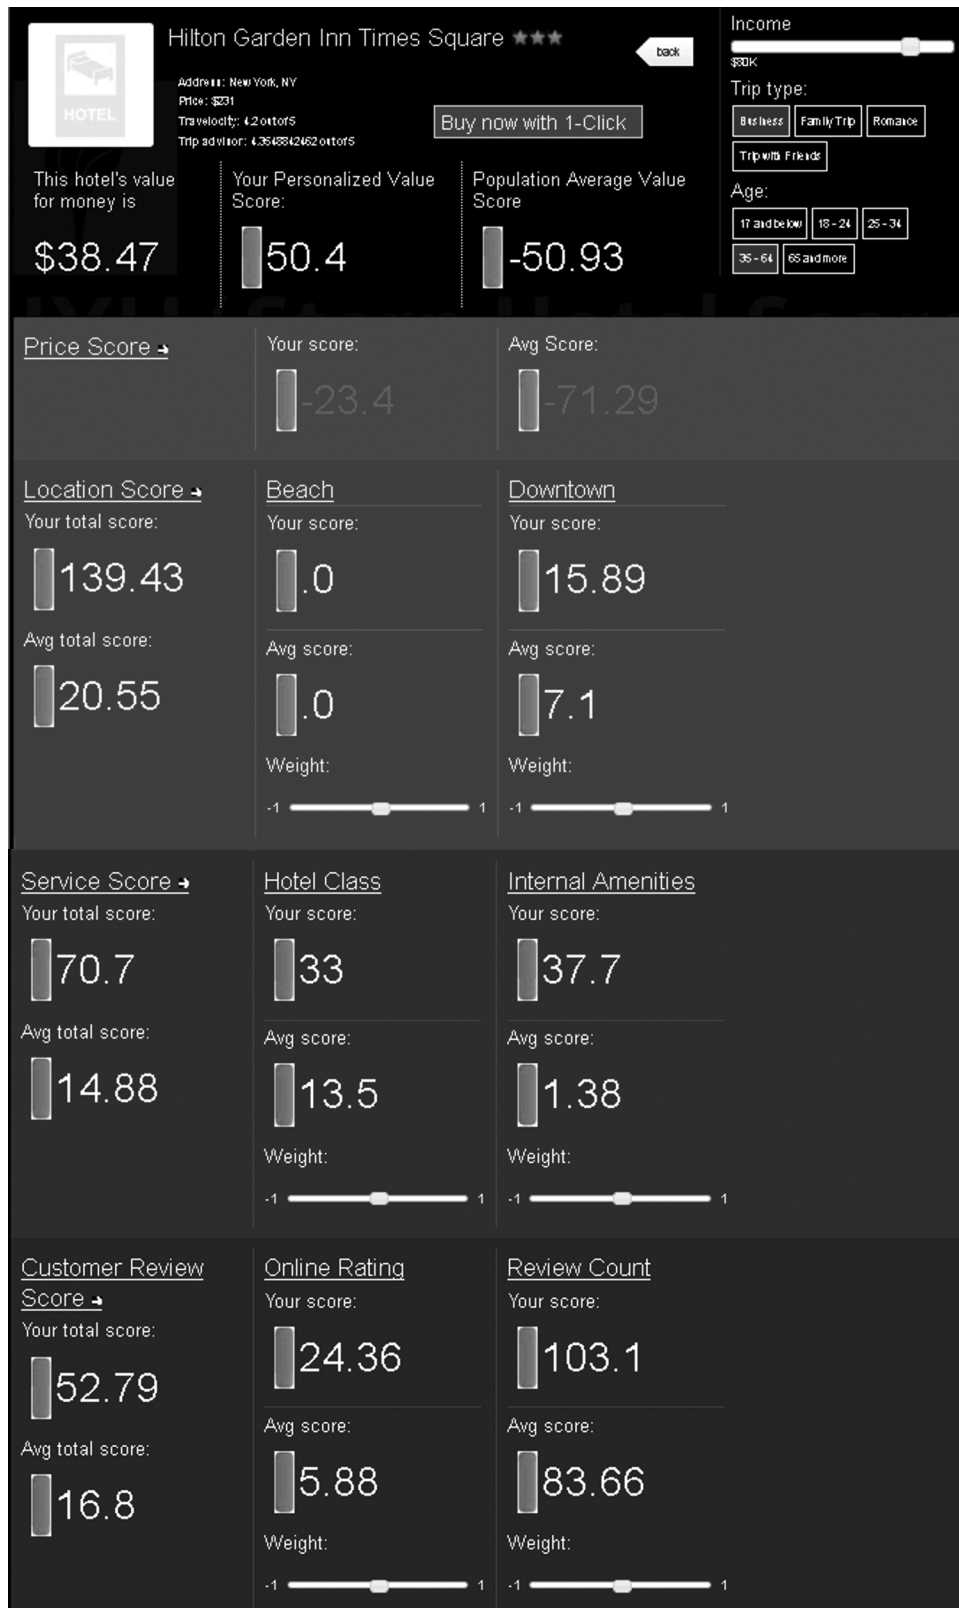 Hilton Garden Inn Times Square ★★★
back
HOTEL
Address: New York, NY
Price: $231
Travelocity: 4.2 out of 5
Buy now with 1-Click
Income
Trip type:
Business
Family Trip
Romance
Trip with Friends
Age:
17 and below
18 - 24
25 - 34
35 - 64
65 and more
This hotel's value
for money is
$38.47
Your Personalized Value
Score:
50.4
Population Average Value
Score
-50.93
Price Score
Your score:
-23.4
Avg Score:
-71.29
Location Score
Your total score:
139.43
Avg total score:
20.55
Beach
Your score:
.0
Avg score:
.0
Weight:
-1 1
Downtown
Your score:
15.89
Avg score:
7.1
Weight:
-1 1
Service Score
Your total score:
70.7
Avg total score:
14.88
Hotel Class
Your score:
33
Avg score:
13.5
Weight:
-1 1
Internal Amenities
Your score:
37.7
Avg score:
1.38
Weight:
-1 1
Customer Review
Score
Your total score:
52.79
Avg total score:
16.8
Online Rating
Your score:
24.36
Avg score:
5.88
Weight:
-1 1
Review Count
Your score:
103.1
Avg score:
83.66
Weight:
-1 1